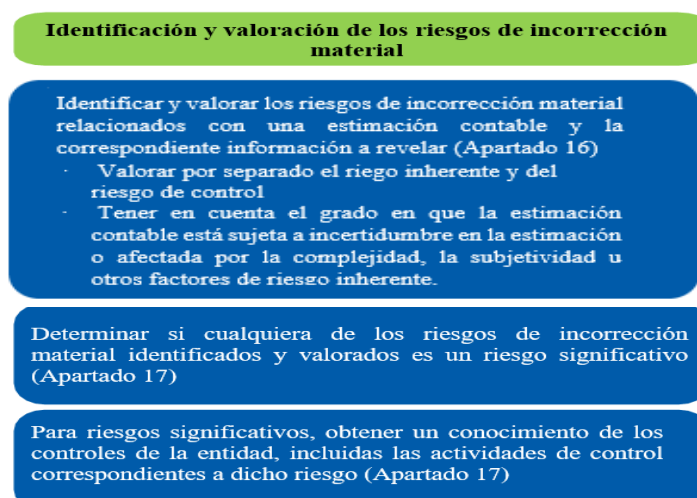 Identificación y valoración de los riesgos de incorrección
material
Identificar y valorar los riesgos de incorrección material
relacionados con una estimación contable y la
correspondiente información a revelar (Apartado 16)
· Valorar por separado el riego inherente y del
riesgo de control
· Tener en cuenta el grado en que la estimación
contable está sujeta a incertidumbre en la estimación
o afectada por la complejidad, la subjetividad u
otros factores de riesgo inherente.
Determinar si cualquiera de los riesgos de incorrección
material identificados y valorados es un riesgo significativo
(Apartado 17)
Para riesgos significativos, obtener un conocimiento de los
controles de la entidad, incluidas las actividades de control
correspondientes a dicho riesgo (Apartado 17)